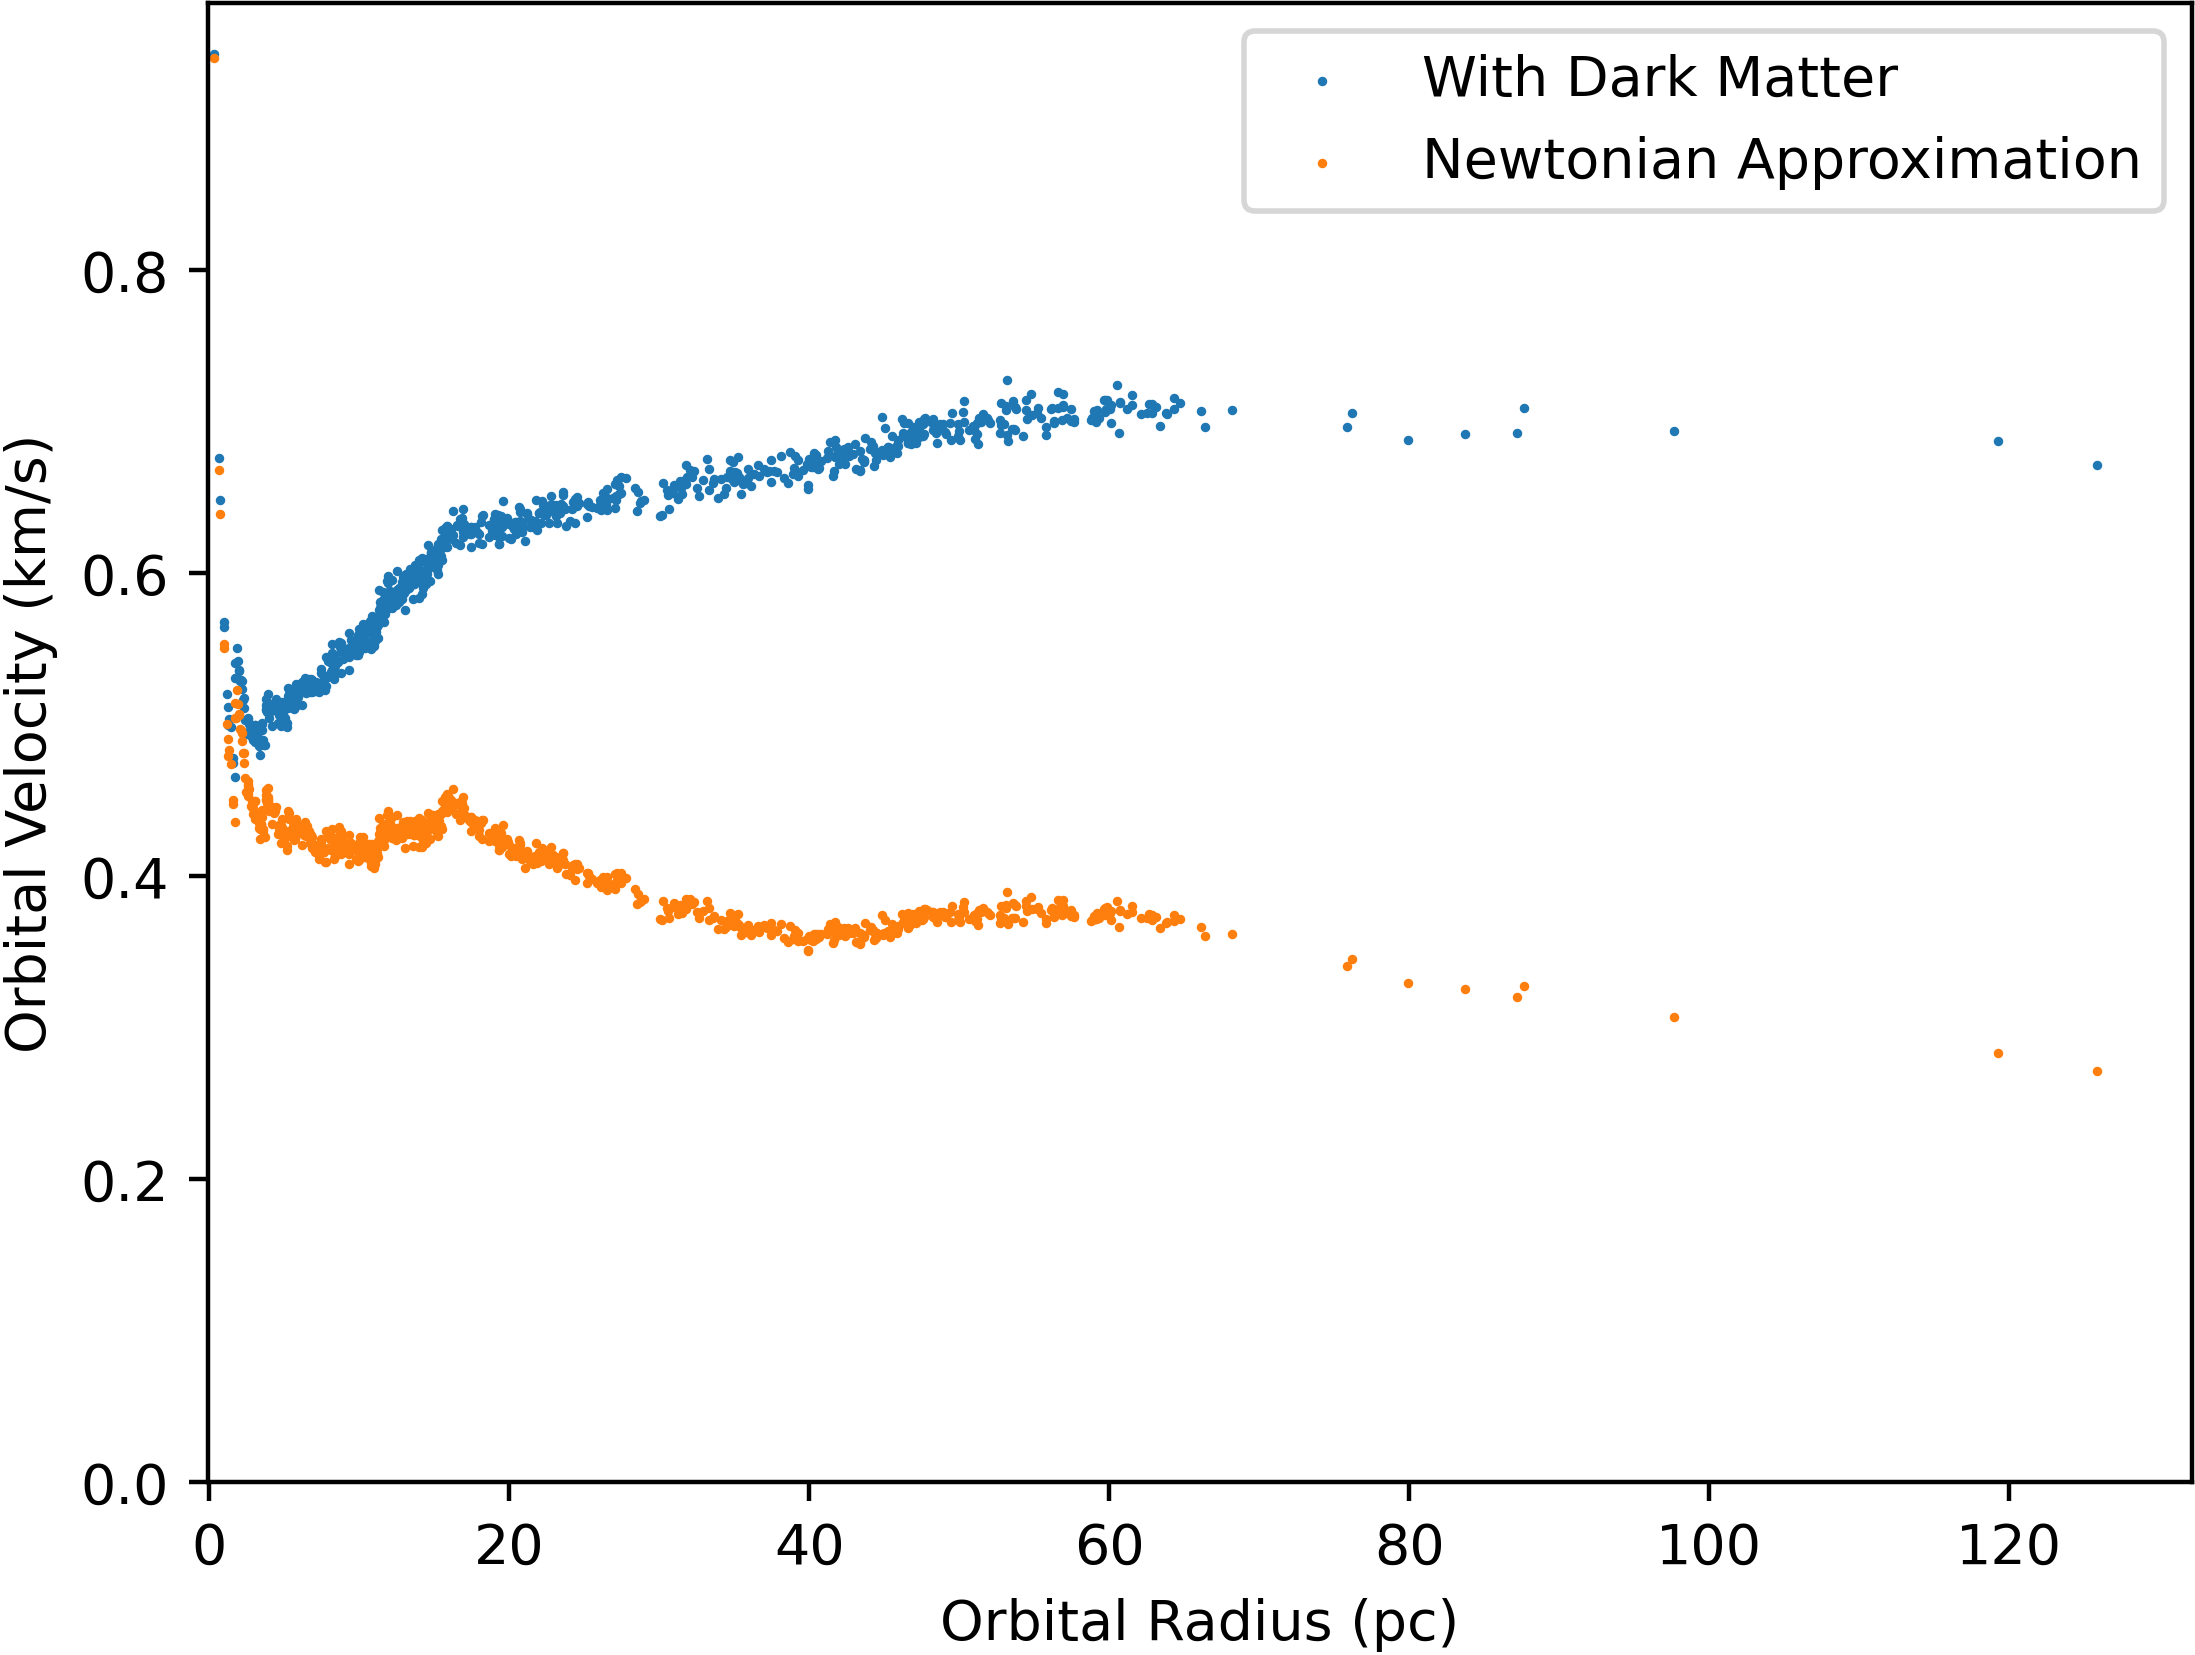 With Dark Matter
Newtonian Approximation
Orbital Velocity (km/s)
0.8
0.6
0.4
0.2
0.0
0 20 40 60 80 100 120
Orbital Radius (pc)